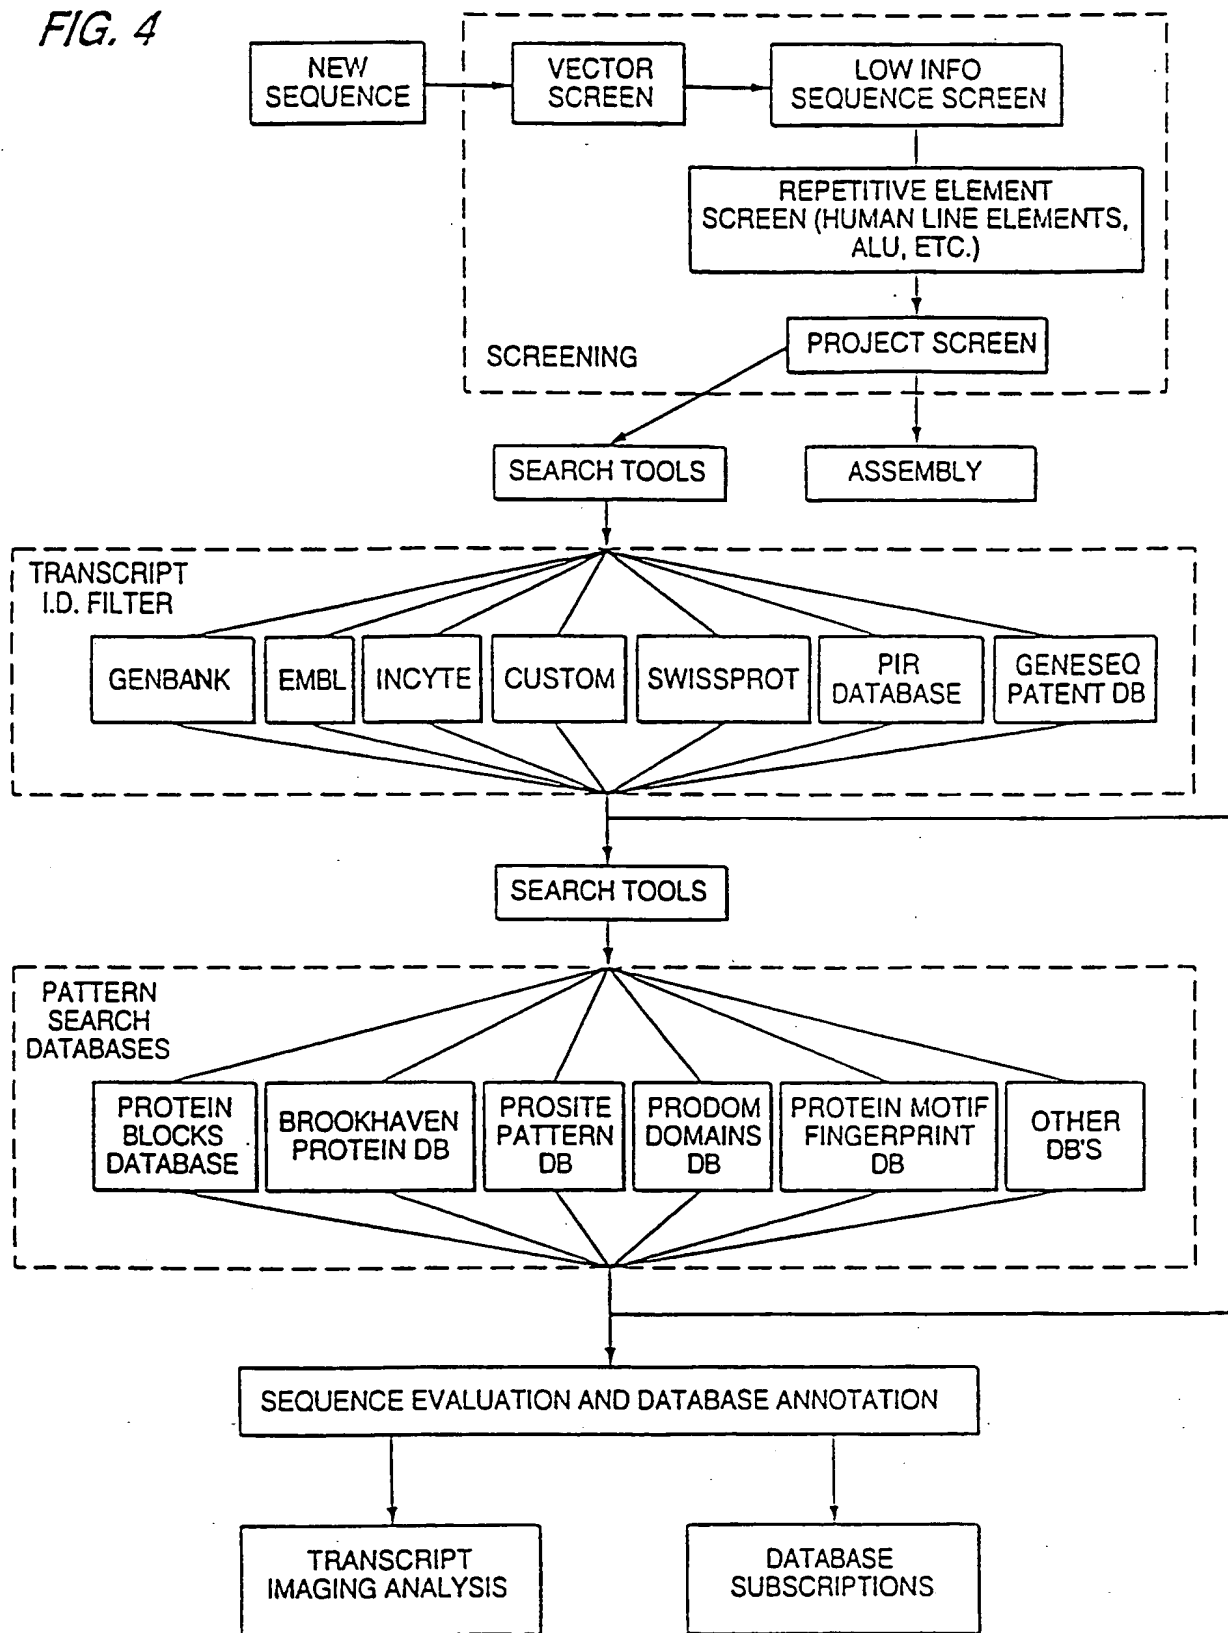 FIG. 4
NEW
SEQUENCE
VECTOR
SCREEN
LOW INFO
SEQUENCE SCREEN
REPETITIVE ELEMENT
SCREEN (HUMAN LINE ELEMENTS,
ALU, ETC.)
PROJECT SCREEN
SCREENING
SEARCH TOOLS
ASSEMBLY
TRANSCRIPT
I.D. FILTER
GENBANK
EMBL
INCYTE
CUSTOM
SWISSPROT
PIR
DATABASE
GENESEQ
PATENT DB
SEARCH TOOLS
PATTERN
SEARCH
DATABASES
PROTEIN
BLOCKS
DATABASE
BROOKHAVEN
PROTEIN DB
PROSITE
PATTERN
DB
PRODOM
DOMAINS
DB
PROTEIN MOTIF
FINGERPRINT
DB
OTHER
DB'S
SEQUENCE EVALUATION AND DATABASE ANNOTATION
TRANSCRIPT
IMAGING ANALYSIS
DATABASE
SUBSCRIPTIONS